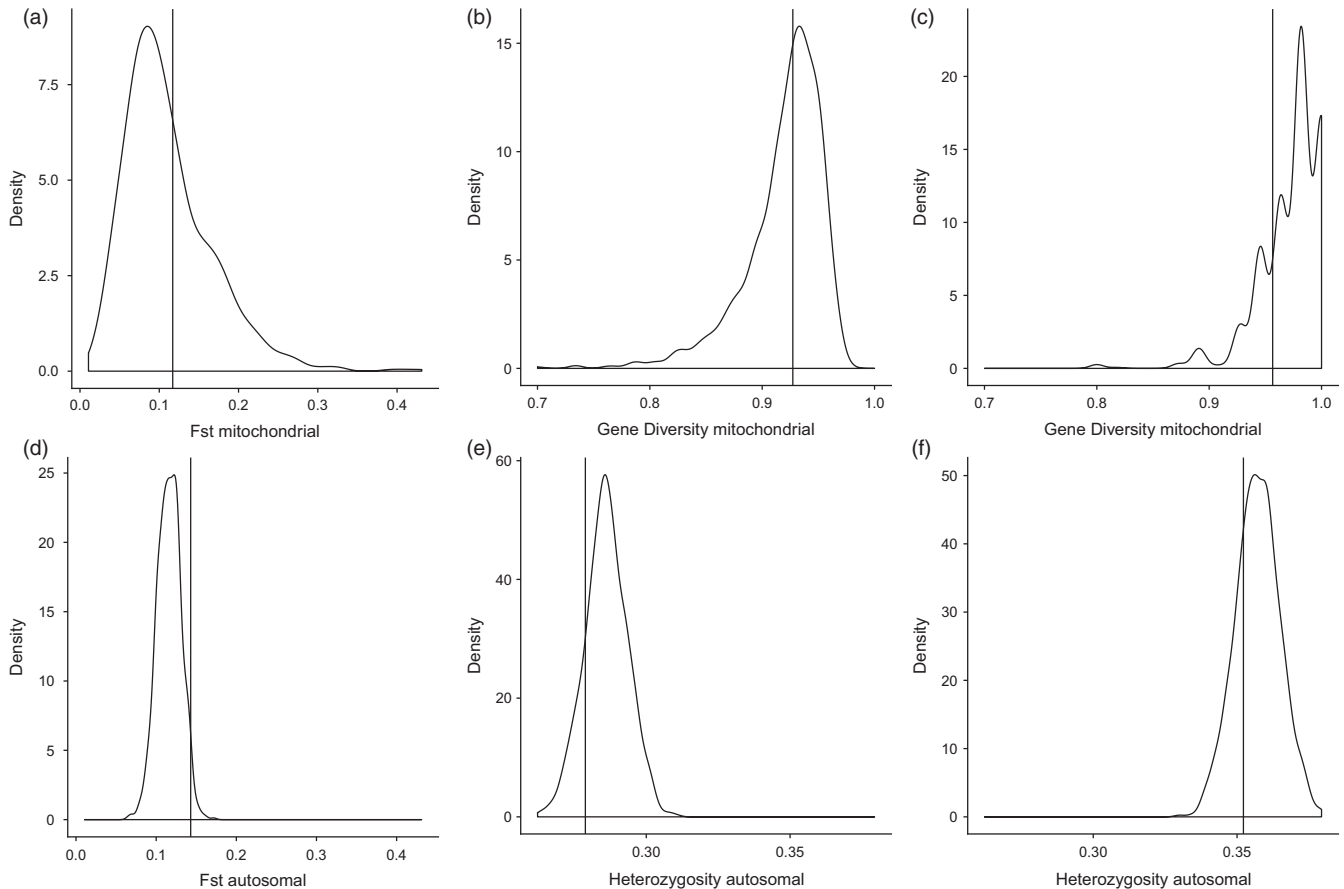 (a)
Density
7.5
5.0
2.5
0.0
0.0 0.1 0.2 0.3 0.4
Fst mitochondrial
(b)
Density
15
10
5
0
0.7 0.8 0.9 1.0
Gene Diversity mitochondrial
(c)
Density
20
15
10
5
0
0.7 0.8 0.9 1.0
Gene Diversity mitochondrial
(d)
Density
25
20
15
10
5
0
0.0 0.1 0.2 0.3 0.4
Fst autosomal
(e)
Density
60
40
20
0
0.30 0.35
Heterozygosity autosomal
(f)
Density
50
40
30
20
10
0
0.30 0.35
Heterozygosity autosomal